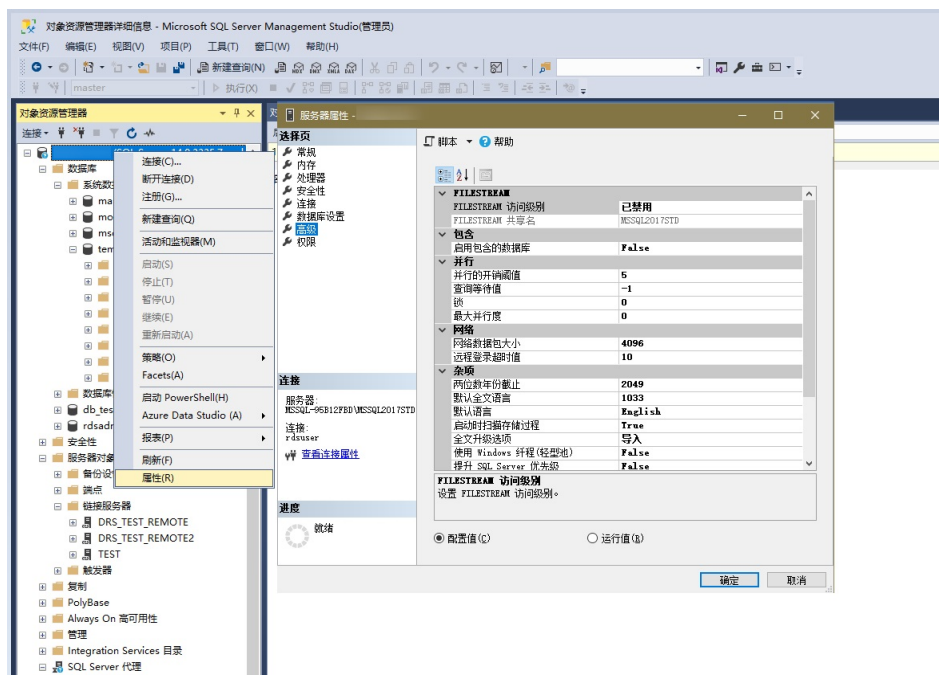 对象资源管理器详细信息 - Microsoft SQL Server Management Studio(管理员)
文件(F) 编辑(E) 视图(V) 项目(P) 工具(T) 窗口(W) 帮助(H)
新建查询(N)
master
执行(X)
对象资源管理器
连接
数据库
系统数据
db_tes
rdsadr
安全性
服务器对象
备份设
端点
链接服务器
DRS_TEST_REMOTE
DRS_TEST_REMOTE2
TEST
触发器
复制
PolyBase
Always On 高可用性
管理
Integration Services 目录
SQL Server 代理
连接(C)...
断开连接(D)
注册(G)...
新建查询(Q)
活动和监视器(M)
启动(S)
停止(T)
暂停(U)
继续(E)
重新启动(A)
策略(O)
Facets(A)
启动 PowerShell(H)
Azure Data Studio (A)
报表(P)
刷新(F)
属性(R)
服务器属性 -
选择页
常规
内存
处理器
安全性
连接
数据库设置
高级
权限
连接
服务器:
MSSQL-95B12FBD\MSSQL2017STD
连接:
rdsuser
查看连接属性
进度
就绪
脚本 帮助
FILESTREAM
FILESTREAM 访问级别 已禁用
FILESTREAM 共享名 MSSQL2017STD
包含
启用包含的数据库 False
并行
并行的开销阈值 5
查询等待值 -1
锁 0
最大并行度 0
网络
网络数据包大小 4096
远程登录超时值 10
杂项
两位数年份截止 2049
默认全文语言 1033
默认语言 English
启动时扫描存储过程 True
全文升级选项 导入
使用 Windows 纤程(轻型池) False
提升 SQL Server 优先级 False
FILESTREAM 访问级别
设置 FILESTREAM 访问级别。
配置值(C) 运行值(R)
确定 取消